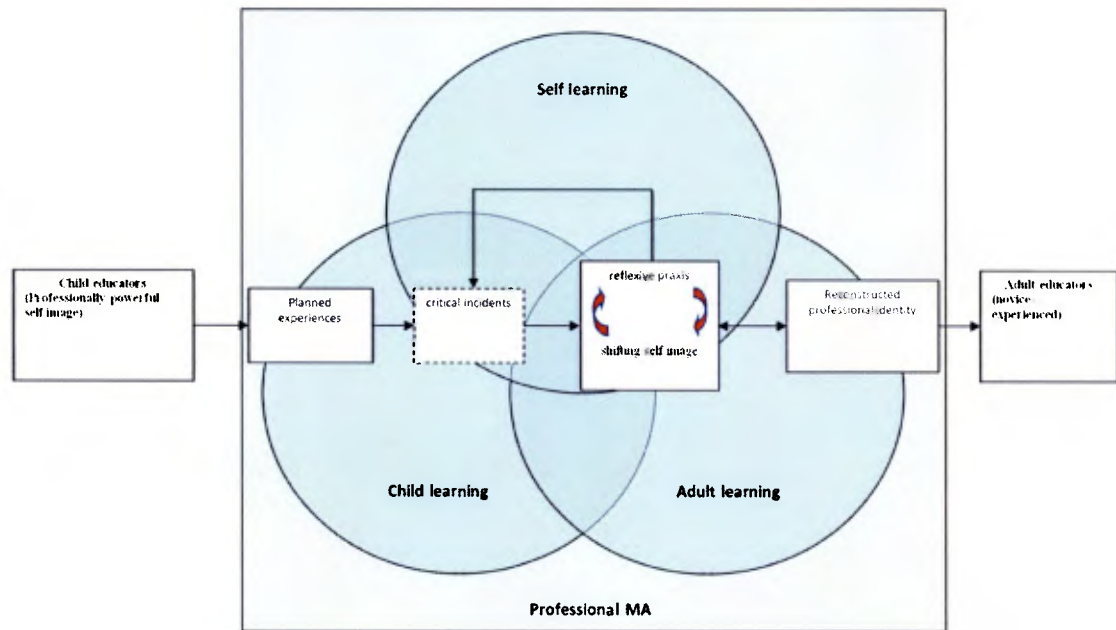 Self learning
Child educators
(Professionally powerful
self image)
Planned
experiences
critical incidents
reflexive praxis
shifting self image
Reconstructed
professional identity
Adult educators
(novice-
experienced)
Child learning
Adult learning
Professional MA